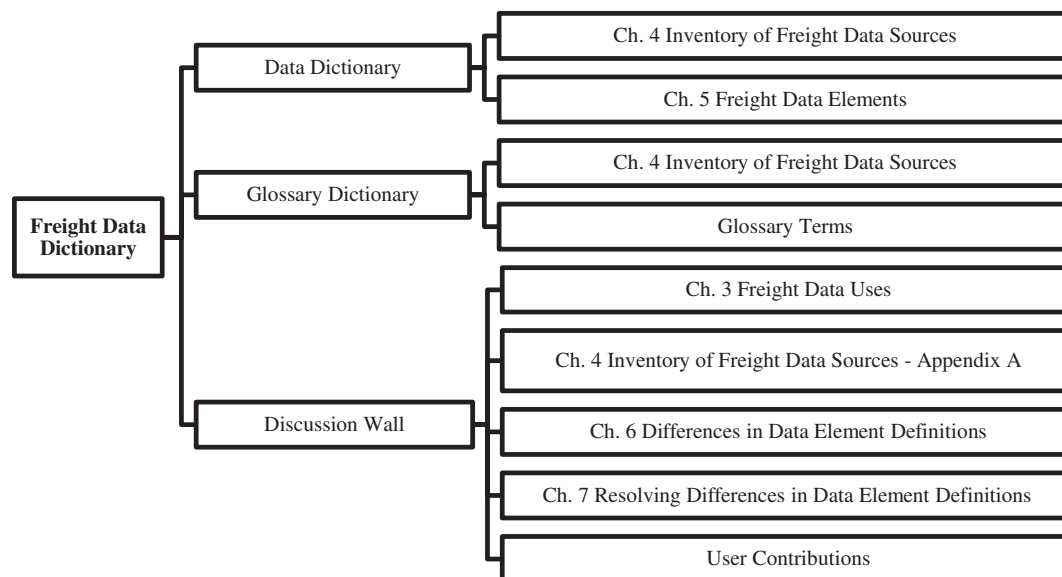 Freight Data
Dictionary
Data Dictionary
Ch. 4 Inventory of Freight Data Sources
Ch. 5 Freight Data Elements
Glossary Dictionary
Ch. 4 Inventory of Freight Data Sources
Glossary Terms
Discussion Wall
Ch. 3 Freight Data Uses
Ch. 4 Inventory of Freight Data Sources - Appendix A
Ch. 6 Differences in Data Element Definitions
Ch. 7 Resolving Differences in Data Element Definitions
User Contributions